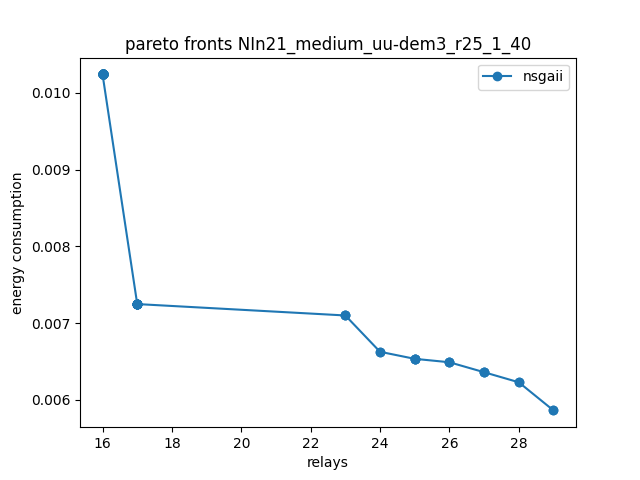 pareto fronts NIn21_medium_uu-dem3_r25_1_40
nsgaii
energy consumption
0.010
0.009
0.008
0.007
0.006
16 18 20 22 24 26 28
relays